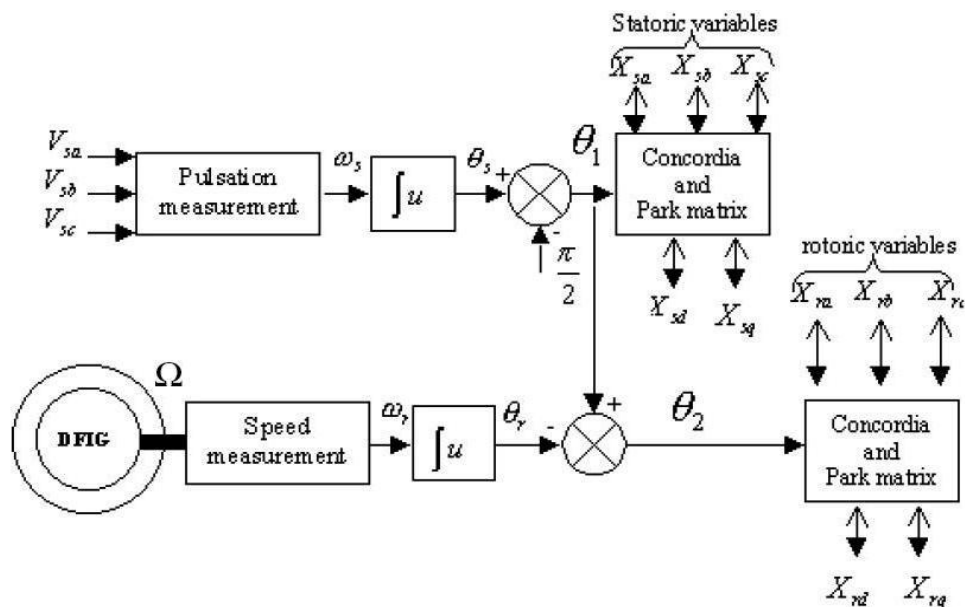 Statoric variables
X_sa X_sb X_sc
V_sa
V_sb
V_sc
Pulsation measurement
ω_s
∫u
θ_s
+
-
π/2
θ_1
Concordia and Park matrix
X_sd X_sq
rotoric variables
X_ra X_rb X_rc
DFIG
Ω
Speed measurement
ω_r
∫u
θ_r
-
+
θ_2
Concordia and Park matrix
X_rd X_rq